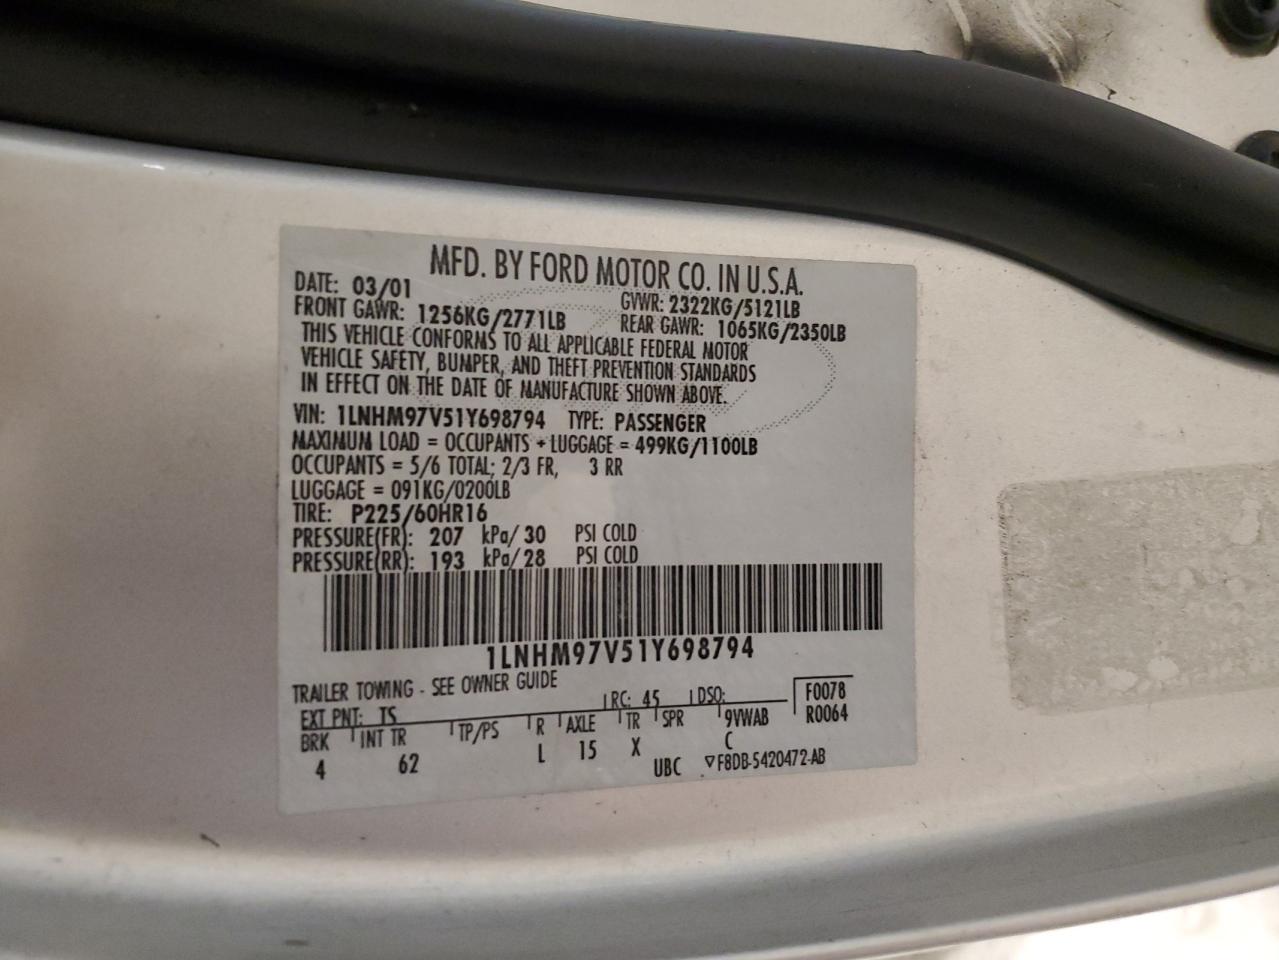 MFD. BY FORD MOTOR CO. IN U.S.A.
DATE: 03/01
GVWR: 2322KG/5121LB
FRONT GAWR: 1256KG/2771LB
REAR GAWR: 1065KG/2350LB
THIS VEHICLE CONFORMS TO ALL APPLICABLE FEDERAL MOTOR
VEHICLE SAFETY, BUMPER, AND THEFT PREVENTION STANDARDS
IN EFFECT ON THE DATE OF MANUFACTURE SHOWN ABOVE.
VIN: 1LNHM97V51Y698794 TYPE: PASSENGER
MAXIMUM LOAD = OCCUPANTS + LUGGAGE = 499KG/1100LB
OCCUPANTS = 5/6 TOTAL; 2/3 FR, 3 RR
LUGGAGE = 091KG/0200LB
TIRE: P225/60HR16
PRESSURE(FR): 207 kPa/30 PSI COLD
PRESSURE(RR): 193 kPa/28 PSI COLD
1LNHM97V51Y698794
TRAILER TOWING - SEE OWNER GUIDE
EXT PNT: TS RC: 45 DSO: F0078
BRK INT TR TP/PS R AXLE TR SPR 9VWAB R0064
4 62 L 15 X C
UBC ▽F8DB-5420472-AB